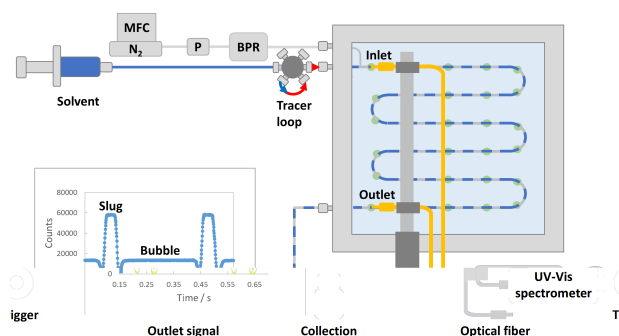 MFC
N2
P
BPR
Solvent
Tracer
loop
Inlet
Outlet
80000
60000
40000
20000
0
Counts
Slug
Bubble
0.15
0.25
0.35
0.45
0.55
0.65
Time / s
UV-Vis
spectrometer
igger
Outlet signal
Collection
Optical fiber
T